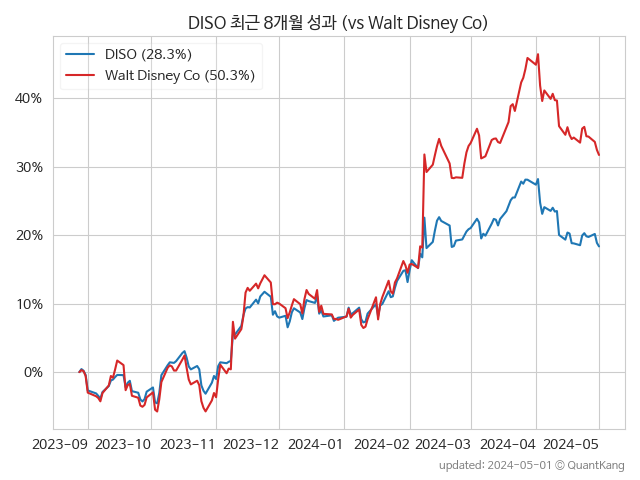 DISO 최근 8개월 성과 (vs Walt Disney Co)
DISO (28.3%)
Walt Disney Co (50.3%)
40%
30%
20%
10%
0%
2023-09 2023-10 2023-11 2023-12 2024-01 2024-02 2024-03 2024-04 2024-05
updated: 2024-05-01 © QuantKang